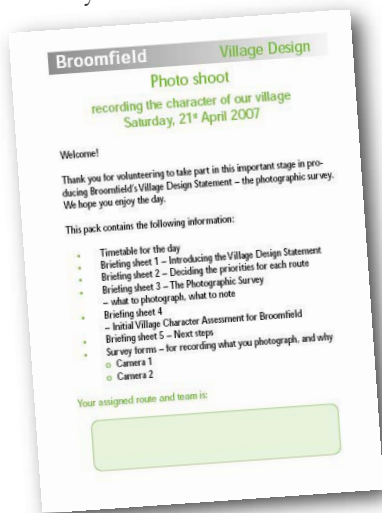 Broomfield Village Design
Photo shoot
recording the character of our village
Saturday, 21st April 2007
Welcome!
Thank you for volunteering to take part in this important stage in pro-
ducing Broomfield's Village Design Statement – the photographic survey.
We hope you enjoy the day.
This pack contains the following information:
• Timetable for the day
• Briefing sheet 1 – Introducing the Village Design Statement
• Briefing sheet 2 – Deciding the priorities for each route
• Briefing sheet 3 – The Photographic Survey
– what to photograph, what to note
• Briefing sheet 4
– Initial Village Character Assessment for Broomfield
• Briefing sheet 5 – Next steps
• Survey forms – for recording what you photograph, and why
o Camera 1
o Camera 2
Your assigned route and team is: